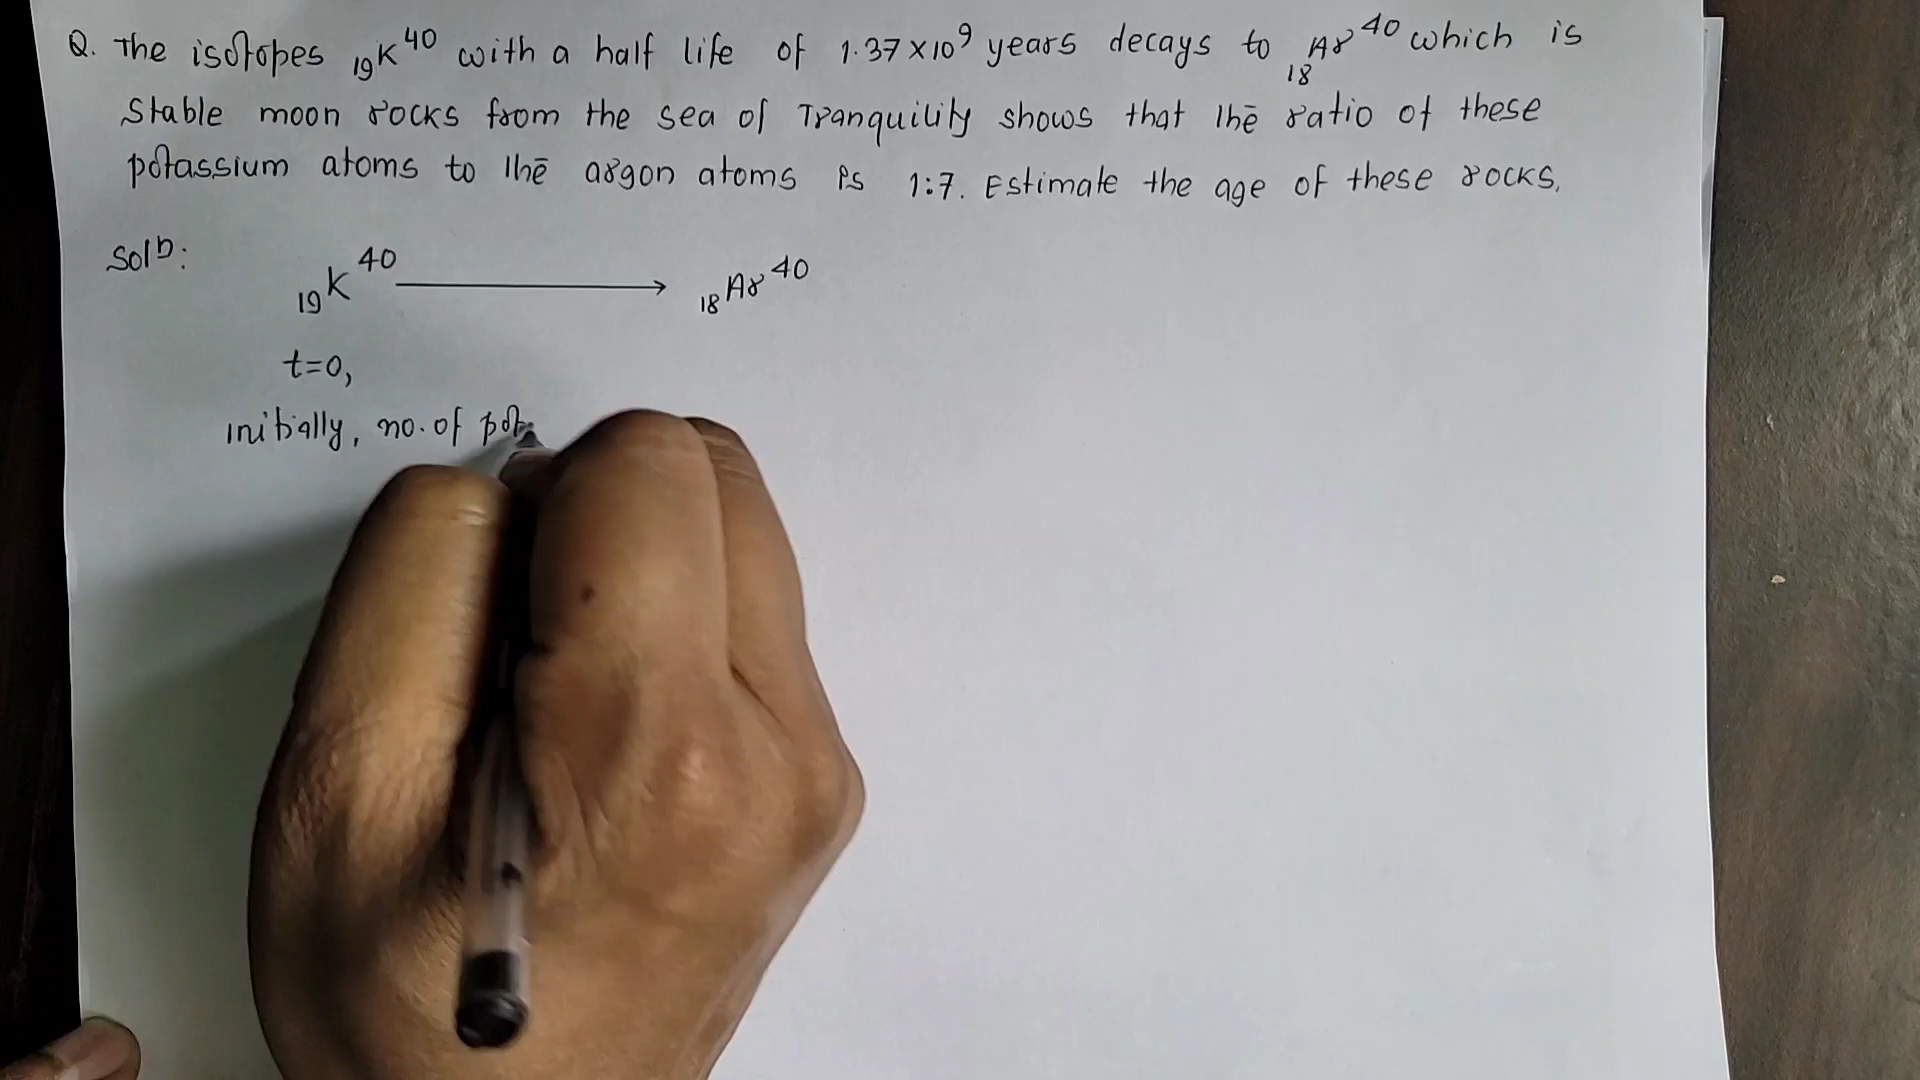 Q. The isotopes ₁₉K⁴⁰ with a half life of 1.37×10⁹ years decays to ₁₈Ar⁴⁰ which is
Stable moon rocks from the sea of Tranquility shows that the ratio of these
potassium atoms to the argon atoms is 1:7. Estimate the age of these rocks.
Solⁿ:
₁₉K⁴⁰ → ₁₈Ar⁴⁰
t=0,
initially, no. of pot